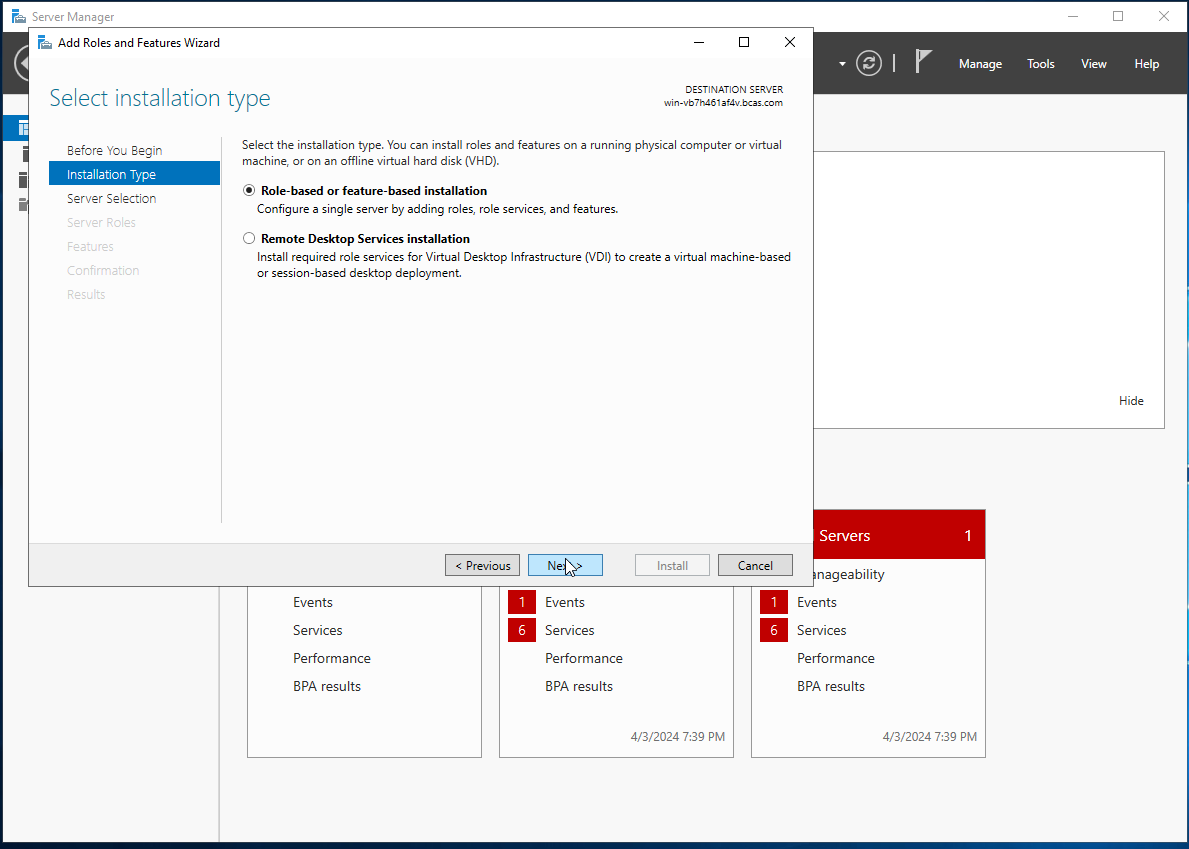 Server Manager
Add Roles and Features Wizard
Manage Tools View Help
Select installation type
DESTINATION SERVER
win-vb7h461af4v.bcas.com
Before You Begin
Installation Type
Server Selection
Server Roles
Features
Confirmation
Results
Select the installation type. You can install roles and features on a running physical computer or virtual
machine, or on an offline virtual hard disk (VHD).
Role-based or feature-based installation
Configure a single server by adding roles, role services, and features.
Remote Desktop Services installation
Install required role services for Virtual Desktop Infrastructure (VDI) to create a virtual machine-based
or session-based desktop deployment.
Hide
< Previous
Install
Cancel
Servers 1
Events
Services
Performance
BPA results
1 Events
6 Services
Performance
BPA results
4/3/2024 7:39 PM
1 Events
6 Services
Performance
BPA results
4/3/2024 7:39 PM